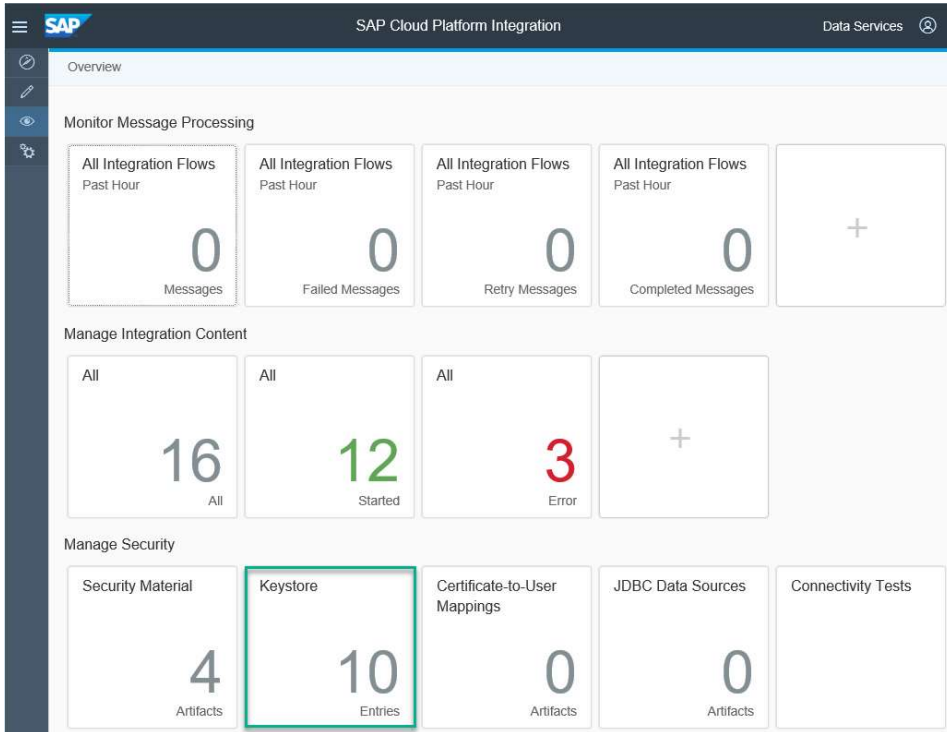 SAP
SAP Cloud Platform Integration
Data Services
Overview
Monitor Message Processing
All Integration Flows
Past Hour
0
Messages
All Integration Flows
Past Hour
0
Failed Messages
All Integration Flows
Past Hour
0
Retry Messages
All Integration Flows
Past Hour
0
Completed Messages
+
Manage Integration Content
All
16
All
All
12
Started
All
3
Error
+
Manage Security
Security Material
4
Artifacts
Keystore
10
Entries
Certificate-to-User
Mappings
0
Artifacts
JDBC Data Sources
0
Artifacts
Connectivity Tests